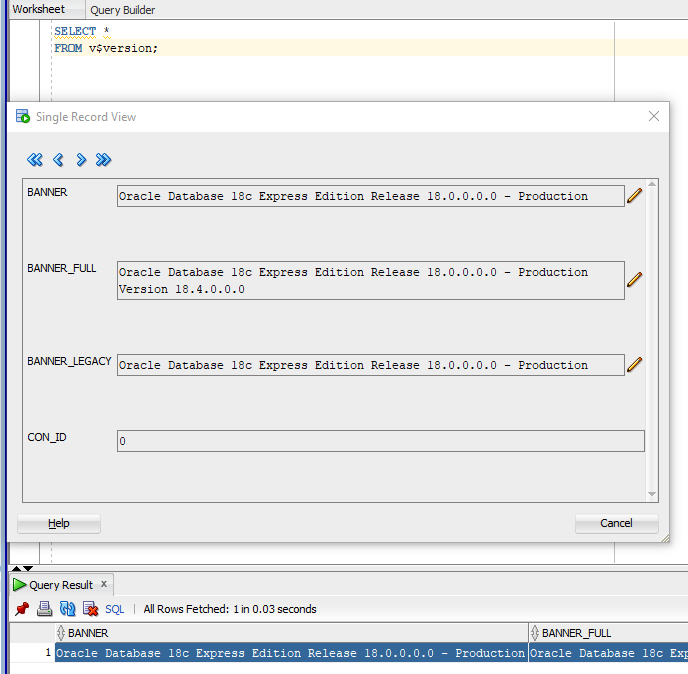 Worksheet Query Builder
SELECT *
FROM v$version;
Single Record View
BANNER
Oracle Database 18c Express Edition Release 18.0.0.0.0 - Production
BANNER_FULL
Oracle Database 18c Express Edition Release 18.0.0.0.0 - Production
Version 18.4.0.0.0
BANNER_LEGACY
Oracle Database 18c Express Edition Release 18.0.0.0.0 - Production
CON_ID
0
Help Cancel
Query Result
SQL All Rows Fetched: 1 in 0.03 seconds
BANNER BANNER_FULL
1 Oracle Database 18c Express Edition Release 18.0.0.0.0 - Production Oracle Database 18c Exp